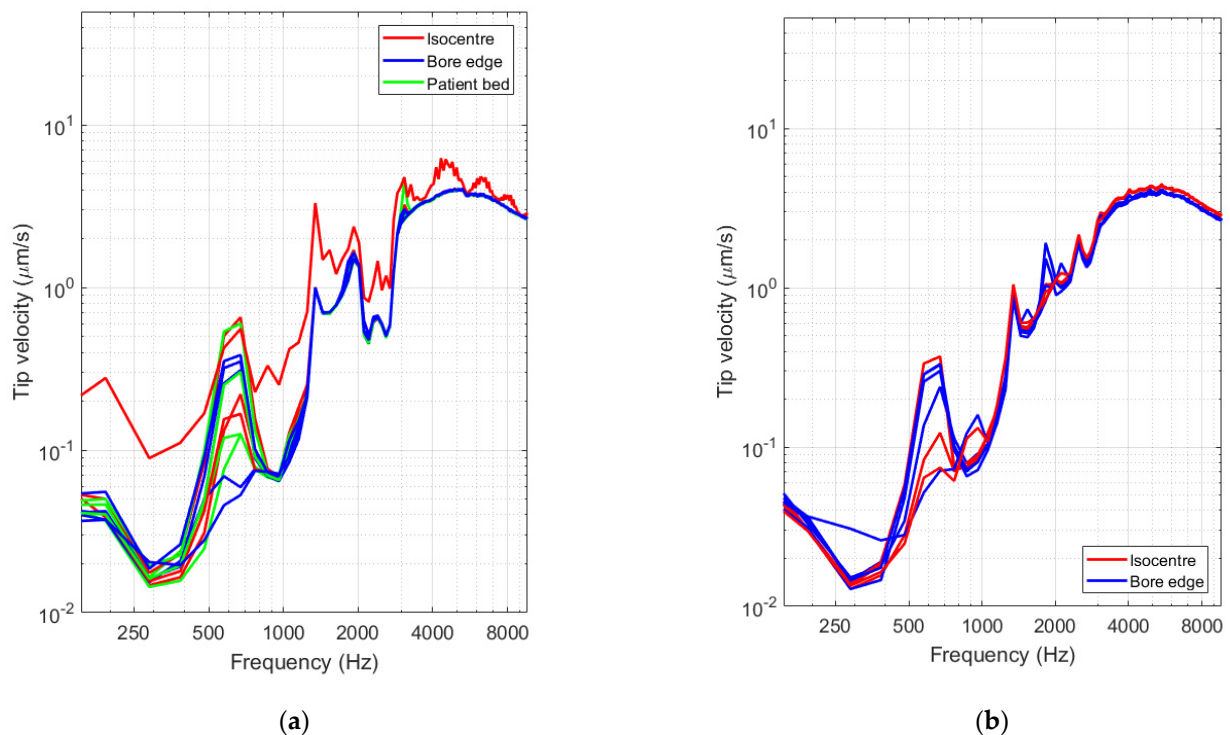 Isocentre
Bore edge
Patient bed
10^1
10^0
10^-1
10^-2
Tip velocity (μm/s)
250 500 1000 2000 4000 8000
Frequency (Hz)
(a)
10^1
10^0
10^-1
10^-2
Tip velocity (μm/s)
Isocentre
Bore edge
250 500 1000 2000 4000 8000
Frequency (Hz)
(b)